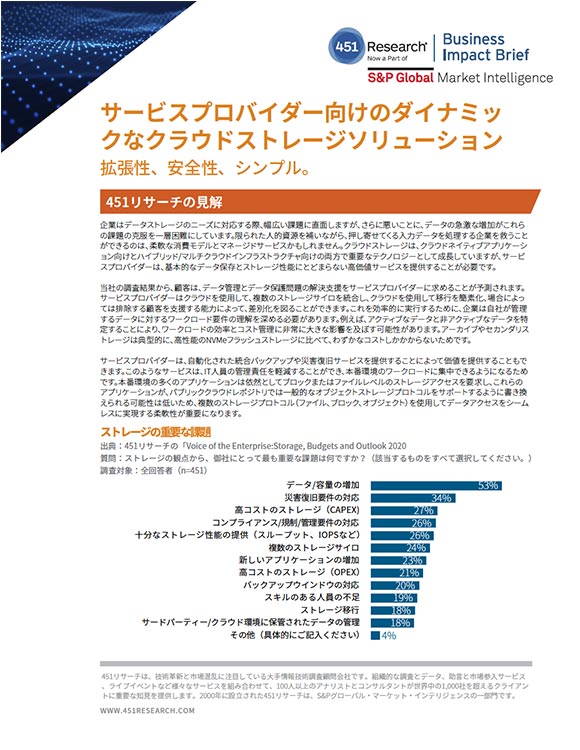 451 Research®
Now a Part of
S&P Global Market Intelligence
Business
Impact Brief
サービスプロバイダー向けのダイナミッ
クなクラウドストレージソリューション
拡張性、安全性、シンプル。
451リサーチの見解
企業はデータストレージのニーズに対応する際、幅広い課題に直面しますが、さらに悪いことに、データの急激な増加がこれら
の課題の克服を一層困難にしています。限られた人的資源を補いながら、押し寄せてくる入力データを処理する企業を救うこと
ができるのは、柔軟な消費モデルとマネージドサービスかもしれません。クラウドストレージは、クラウドネイティブアプリケーシ
ョン向けとハイブリッド/マルチクラウドインフラストラクチャ向けの両方で重要なテクノロジーとして成長していますが、サービ
スプロバイダーは、基本的なデータ保存とストレージ性能にとどまらない高価値サービスを提供することが必要です。
当社の調査結果から、顧客は、データ管理とデータ保護問題の解決支援をサービスプロバイダーに求めることが予測されます。
サービスプロバイダーはクラウドを使用して、複数のストレージサイロを統合し、クラウドを使用して移行を簡素化、場合によっ
ては排除する顧客を支援する能力によって、差別化を図ることができます。これを効率的に実行するために、企業は自社が管理
するデータに対するワークロード要件の理解を深める必要があります。例えば、アクティブなデータと非アクティブなデータを特
定することにより、ワークロードの効率とコスト管理に非常に大きな影響を及ぼす可能性があります。アーカイブやセカンダリス
トレージは典型的に、高性能のNVMeフラッシュストレージに比べて、わずかなコストしかかからないためです。
サービスプロバイダーは、自動化された統合バックアップや災害復旧サービスを提供することによって価値を提供することもで
きます。このようなサービスは、IT人員の管理責任を軽減することができ、本番環境のワークロードに集中できるようになるため
です。本番環境の多くのアプリケーションは依然としてブロックまたはファイルレベルのストレージアクセスを要求し、これらの
アプリケーションが、パブリッククラウドレポジトリでは一般的なオブジェクトストレージプロトコルをサポートするように書き換
えられる可能性は低いため、複数のストレージプロトコル(ファイル、ブロック、オブジェクト)を使用してデータアクセスをシーム
レスに実現する柔軟性が重要になります。
ストレージの重要な課題
出典:451リサーチの「Voice of the Enterprise:Storage, Budgets and Outlook 2020
質問:ストレージの観点から、御社にとって最も重要な課題は何ですか?(該当するものをすべて選択してください。)
調査対象:全回答者(n=451)
データ/容量の増加 53%
災害復旧要件の対応 34%
高コストのストレージ(CAPEX) 27%
コンプライアンス/規制/管理要件の対応 26%
十分なストレージ性能の提供(スループット、IOPSなど) 26%
複数のストレージサイロ 24%
新しいアプリケーションの増加 23%
高コストのストレージ(OPEX) 21%
バックアップウインドウの対応 20%
スキルのある人員の不足 19%
ストレージ移行 18%
サードパーティー/クラウド環境に保管されたデータの管理 18%
その他(具体的にご記入ください) 4%
451リサーチは、技術革新と市場混乱に注目している大手情報技術調査顧問会社です。組織的な調査とデータ、助言と市場参入サービス
、ライブイベントなど様々なサービスを組み合わせて、100人以上のアナリストとコンサルタントが世界中の1,000社を超えるクライアン
トに重要な知見を提供します。2000年に設立された451リサーチは、S&Pグローバル・マーケット・インテリジェンスの一部門です。
WWW.451RESEARCH.COM